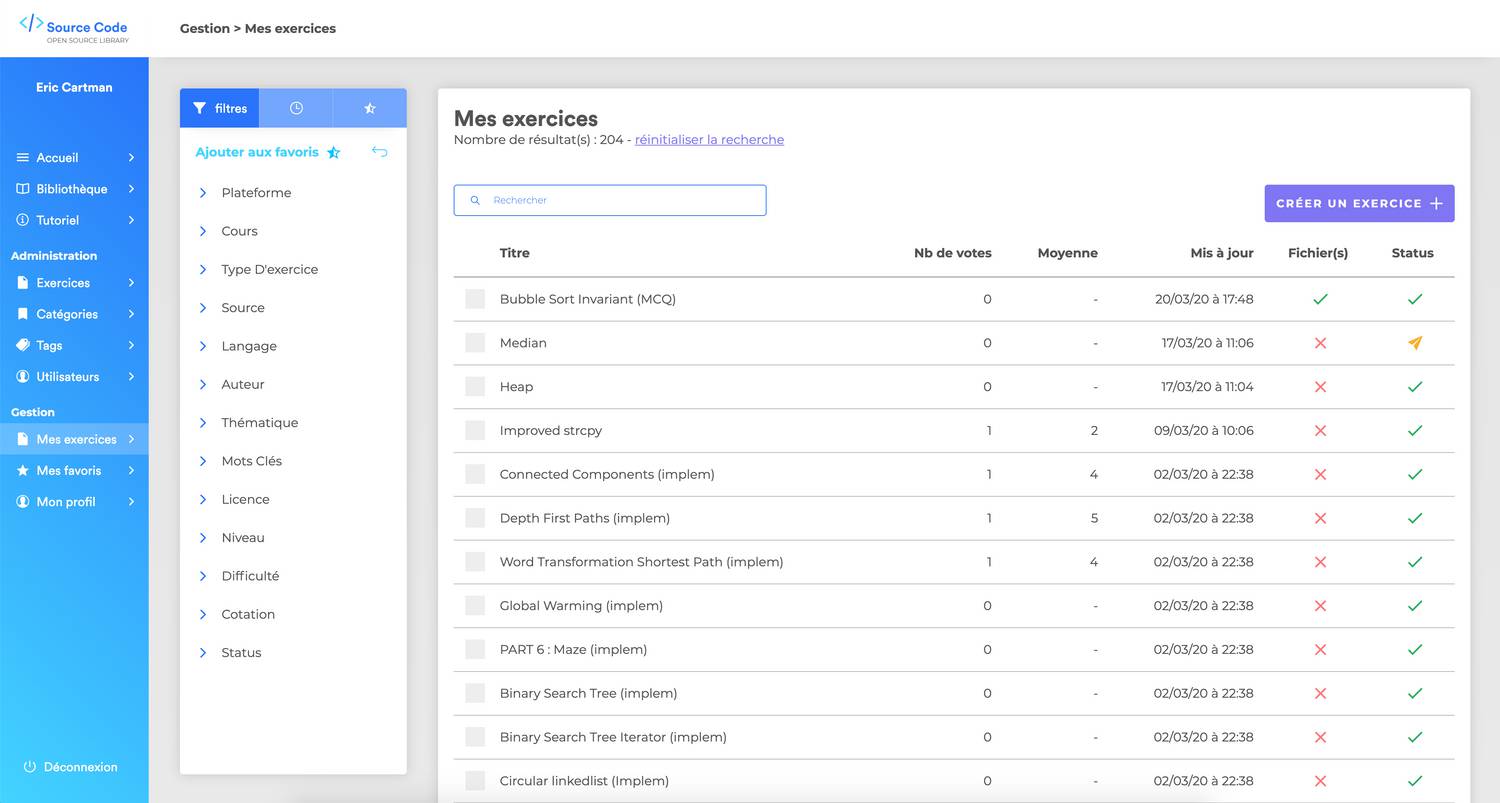 </> Source Code
OPEN SOURCE LIBRARY
Gestion > Mes exercices
Eric Cartman
Accueil
Bibliothèque
Tutoriel
Administration
Exercices
Catégories
Tags
Utilisateurs
Gestion
Mes exercices
Mes favoris
Mon profil
Déconnexion
filtres
Ajouter aux favoris
Plateforme
Cours
Type D'exercice
Source
Langage
Auteur
Thématique
Mots Clés
Licence
Niveau
Difficulté
Cotation
Status
Mes exercices
Nombre de résultat(s) : 204 - réinitialiser la recherche
Rechercher
CRÉER UN EXERCICE +
Titre Nb de votes Moyenne Mis à jour Fichier(s) Status
Bubble Sort Invariant (MCQ) 0 - 20/03/20 à 17:48
Median 0 - 17/03/20 à 11:06
Heap 0 - 17/03/20 à 11:04
Improved strcpy 1 2 09/03/20 à 10:06
Connected Components (implem) 1 4 02/03/20 à 22:38
Depth First Paths (implem) 1 5 02/03/20 à 22:38
Word Transformation Shortest Path (implem) 1 4 02/03/20 à 22:38
Global Warming (implem) 0 - 02/03/20 à 22:38
PART 6 : Maze (implem) 0 - 02/03/20 à 22:38
Binary Search Tree (implem) 0 - 02/03/20 à 22:38
Binary Search Tree Iterator (implem) 0 - 02/03/20 à 22:38
Circular linkedlist (Implem) 0 - 02/03/20 à 22:38